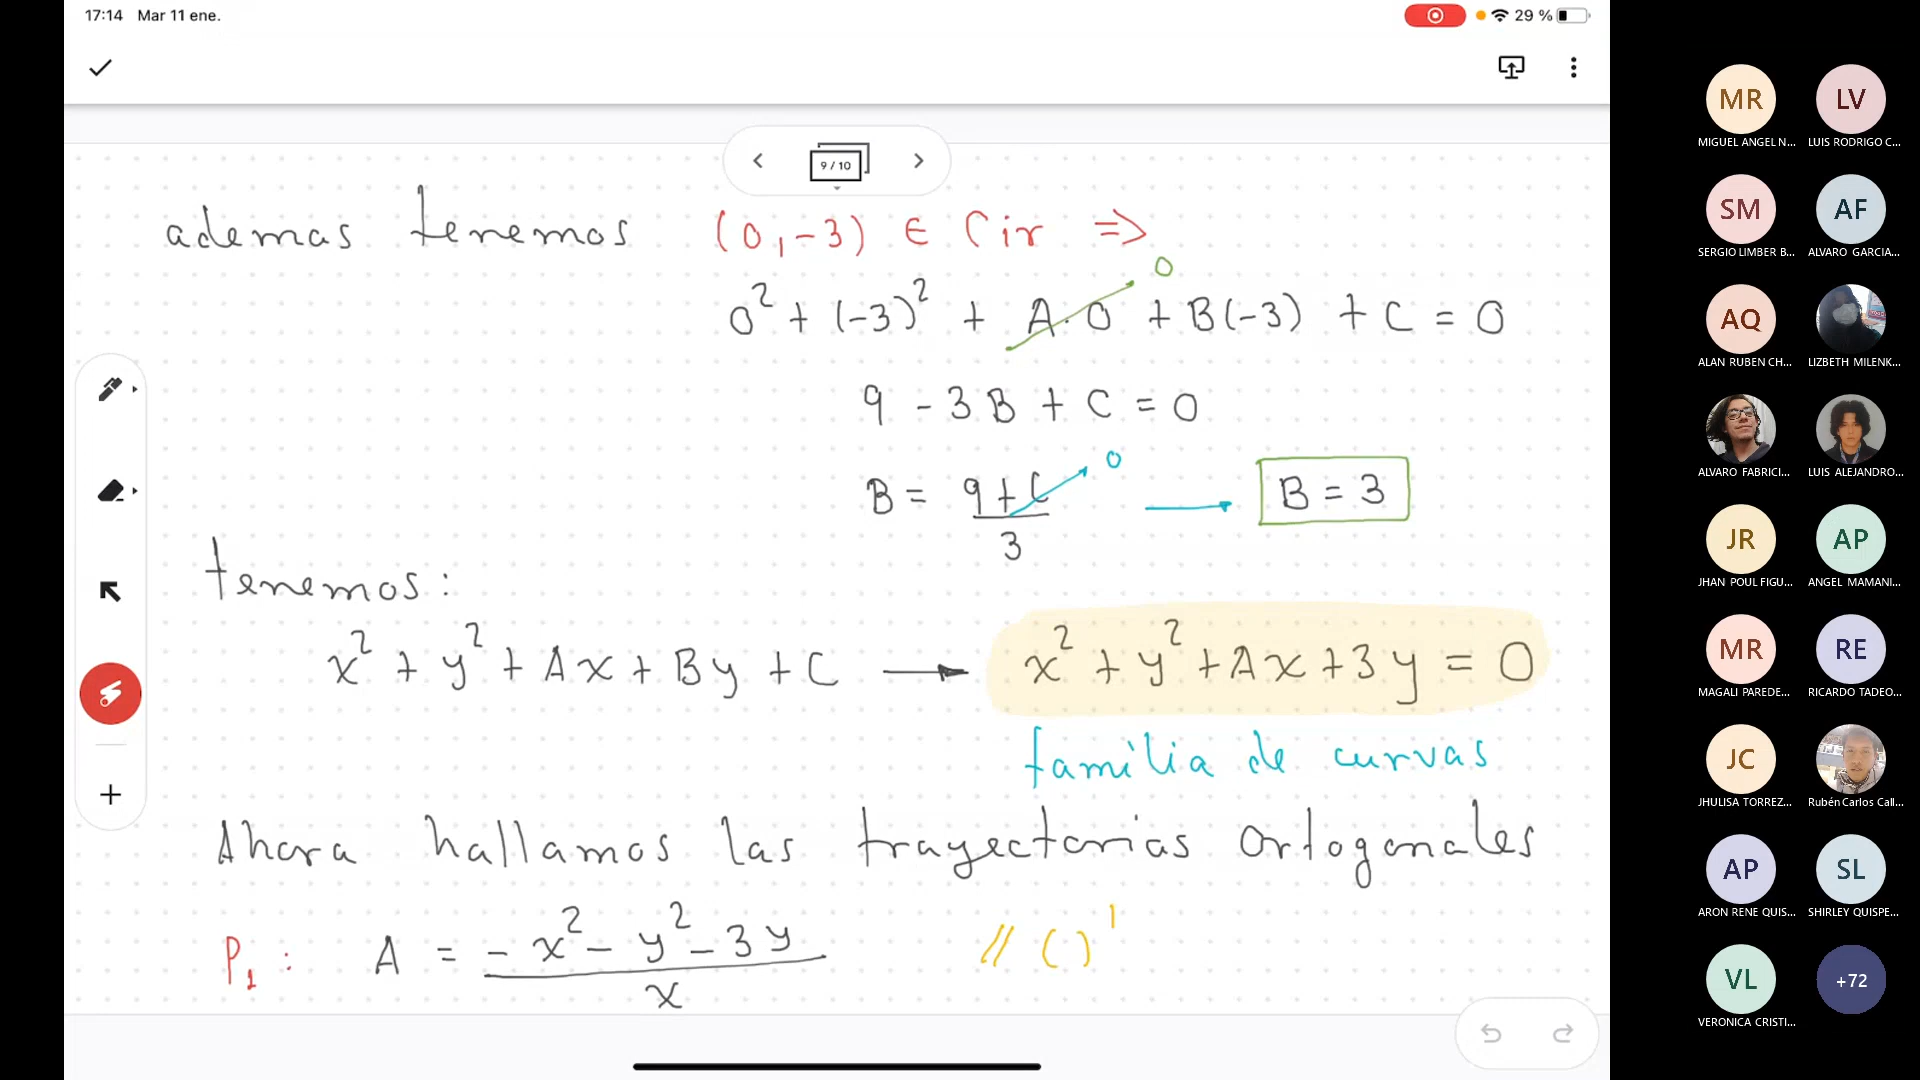 17:14 Mar 11 ene.
29 %
9 / 10
ademas tenemos (0,-3) ∈ Cir =>
0² + (-3)² + A·0 + B(-3) + C = 0
0
9 - 3B + C = 0
B = (9+C)/3 → B = 3
0
tenemos:
x² + y² + Ax + By + C → x² + y² + Ax + 3y = 0
familia de curvas
Ahora hallamos las trayectorias ortogonales
P₁ : A = (-x² - y² - 3y)/x // ( )'
MR LV
MIGUEL ANGEL N... LUIS RODRIGO C...
SM AF
SERGIO LIMBER B... ALVARO GARCIA...
AQ
ALAN RUBEN CH... LIZBETH MILENK...
ALVARO FABRICI... LUIS ALEJANDRO...
JR AP
JHAN POUL FIGU... ANGEL MAMANI...
MR RE
MAGALI PAREDE... RICARDO TADEO...
JC
JHULISA TORREZ... Rubén Carlos Call...
AP SL
ARON RENE QUIS... SHIRLEY QUISPE...
VL +72
VERONICA CRISTI...